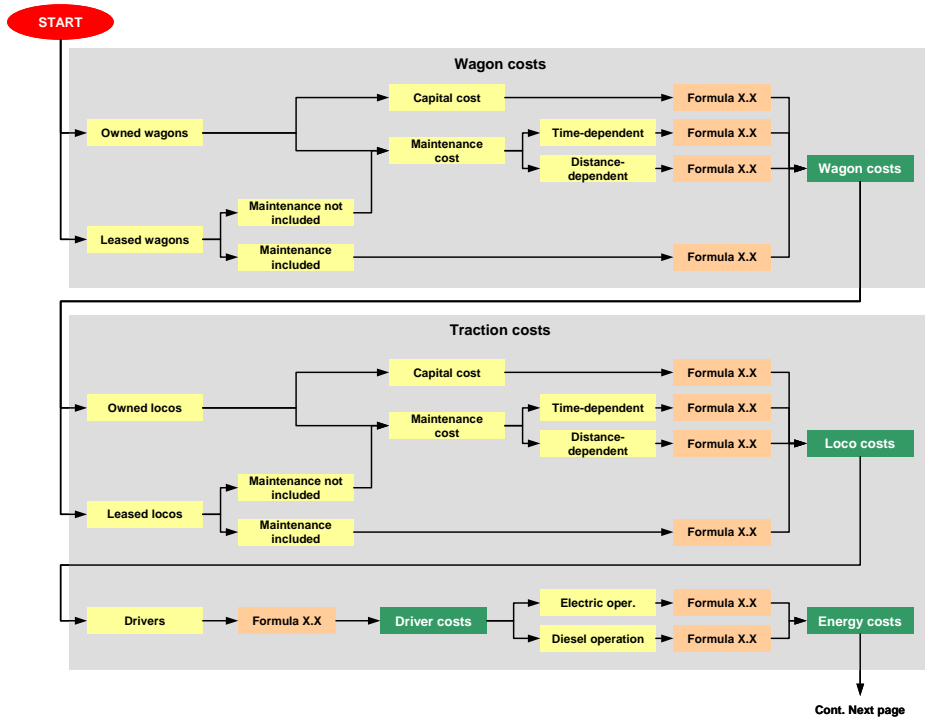 START
Wagon costs
Capital cost
Formula X.X
Owned wagons
Maintenance
cost
Time-dependent
Formula X.X
Distance-
dependent
Formula X.X
Wagon costs
Maintenance not
included
Leased wagons
Maintenance
included
Formula X.X
Traction costs
Capital cost
Formula X.X
Owned locos
Maintenance
cost
Time-dependent
Formula X.X
Distance-
dependent
Formula X.X
Loco costs
Maintenance not
included
Leased locos
Maintenance
included
Formula X.X
Drivers
Formula X.X
Driver costs
Electric oper.
Formula X.X
Diesel operation
Formula X.X
Energy costs
Cont. Next page